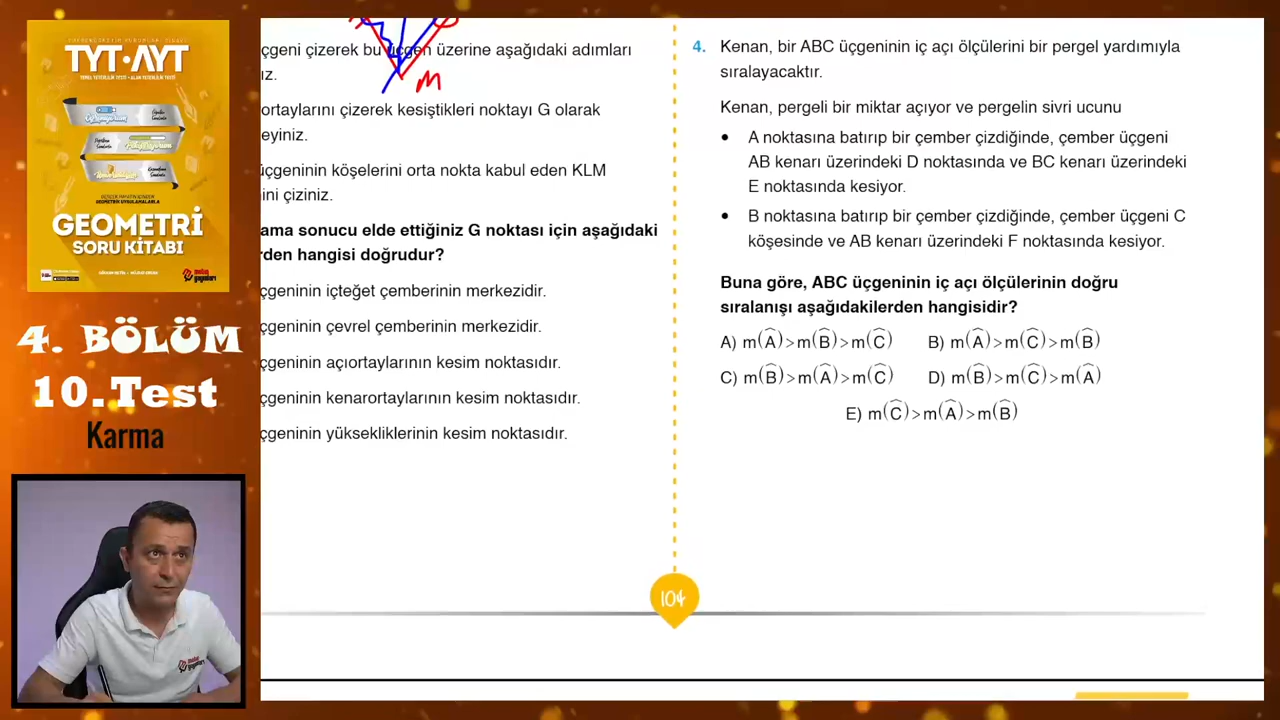 TYT•AYT
GEOMETRİ
SORU KİTABI
4. BÖLÜM
10.Test
Karma
M
çgeni çizerek bu üçgen üzerine aşağıdaki adımları
ız.
ortaylarını çizerek kesiştikleri noktayı G olarak
eyiniz.
üçgeninin köşelerini orta nokta kabul eden KLM
ini çiziniz.
ama sonucu elde ettiğiniz G noktası için aşağıdaki
rden hangisi doğrudur?
çgeninin içteğet çemberinin merkezidir.
çgeninin çevrel çemberinin merkezidir.
çgeninin açıortaylarının kesim noktasıdır.
çgeninin kenarortaylarının kesim noktasıdır.
çgeninin yüksekliklerinin kesim noktasıdır.
4. Kenan, bir ABC üçgeninin iç açı ölçülerini bir pergel yardımıyla
sıralayacaktır.
Kenan, pergeli bir miktar açıyor ve pergelin sivri ucunu
• A noktasına batırıp bir çember çizdiğinde, çember üçgeni
AB kenarı üzerindeki D noktasında ve BC kenarı üzerindeki
E noktasında kesiyor.
• B noktasına batırıp bir çember çizdiğinde, çember üçgeni C
köşesinde ve AB kenarı üzerindeki F noktasında kesiyor.
Buna göre, ABC üçgeninin iç açı ölçülerinin doğru
sıralanışı aşağıdakilerden hangisidir?
A) m(Â)>m(B̂)>m(Ĉ) B) m(Â)>m(Ĉ)>m(B̂)
C) m(B̂)>m(Â)>m(Ĉ) D) m(B̂)>m(Ĉ)>m(Â)
E) m(Ĉ)>m(Â)>m(B̂)
104